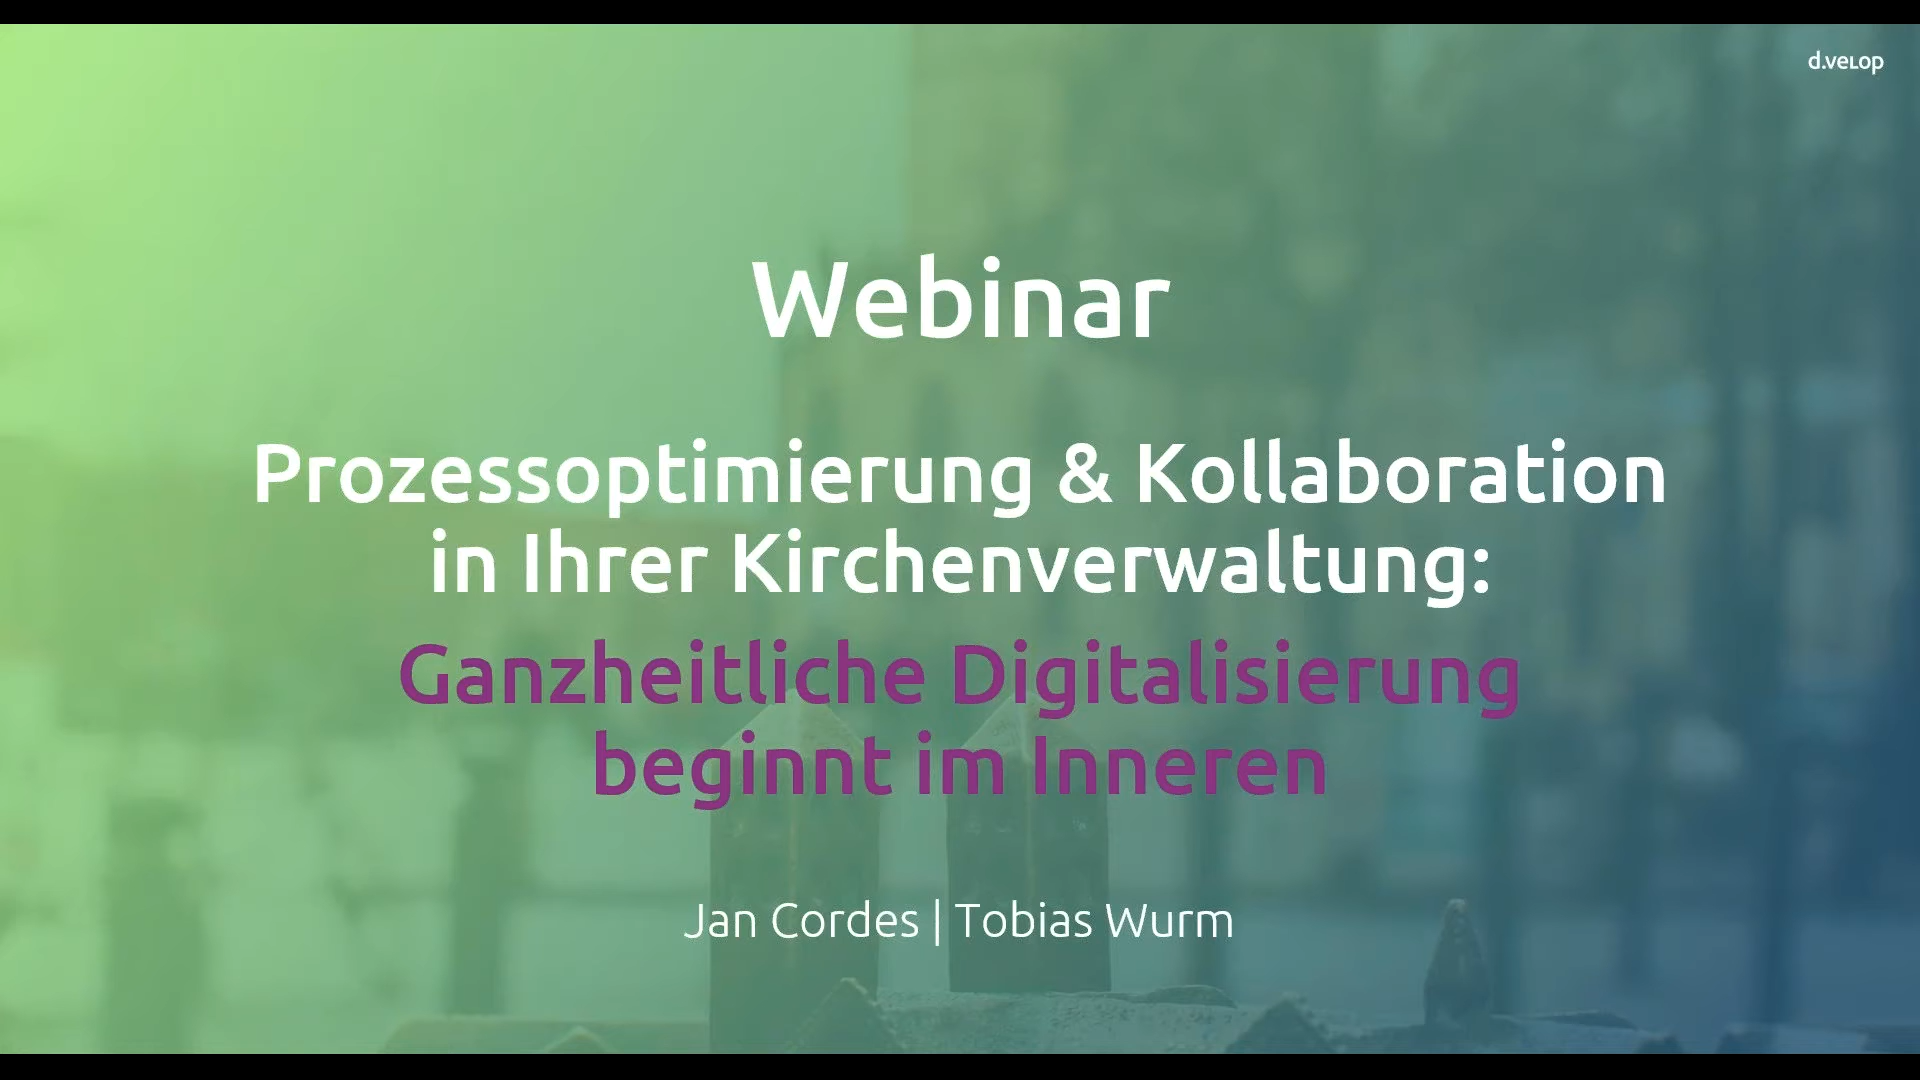 d.velop
Webinar
Prozessoptimierung & Kollaboration
in Ihrer Kirchenverwaltung:
Ganzheitliche Digitalisierung
beginnt im Inneren
Jan Cordes | Tobias Wurm